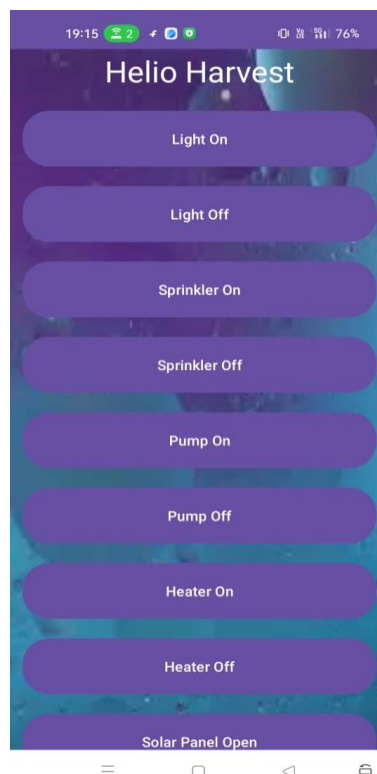 19:15 2 76%
Helio Harvest
Light On
Light Off
Sprinkler On
Sprinkler Off
Pump On
Pump Off
Heater On
Heater Off
Solar Panel Open